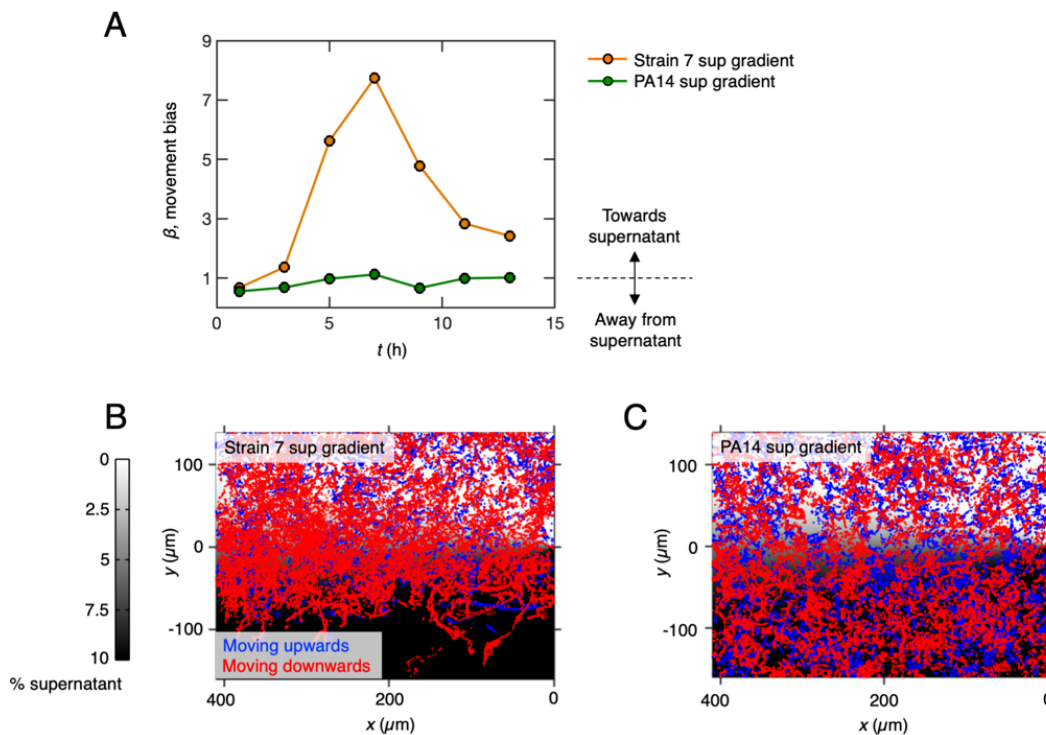 A
9
7
5
3
1
β, movement bias
0
5
10
15
t (h)
Strain 7 sup gradient
PA14 sup gradient
Towards
supernatant
Away from
supernatant
B
Strain 7 sup gradient
0
2.5
5
7.5
10
% supernatant
100
0
-100
y (µm)
Moving upwards
Moving downwards
400
200
0
x (µm)
C
PA14 sup gradient
100
0
-100
y (µm)
400
200
0
x (µm)